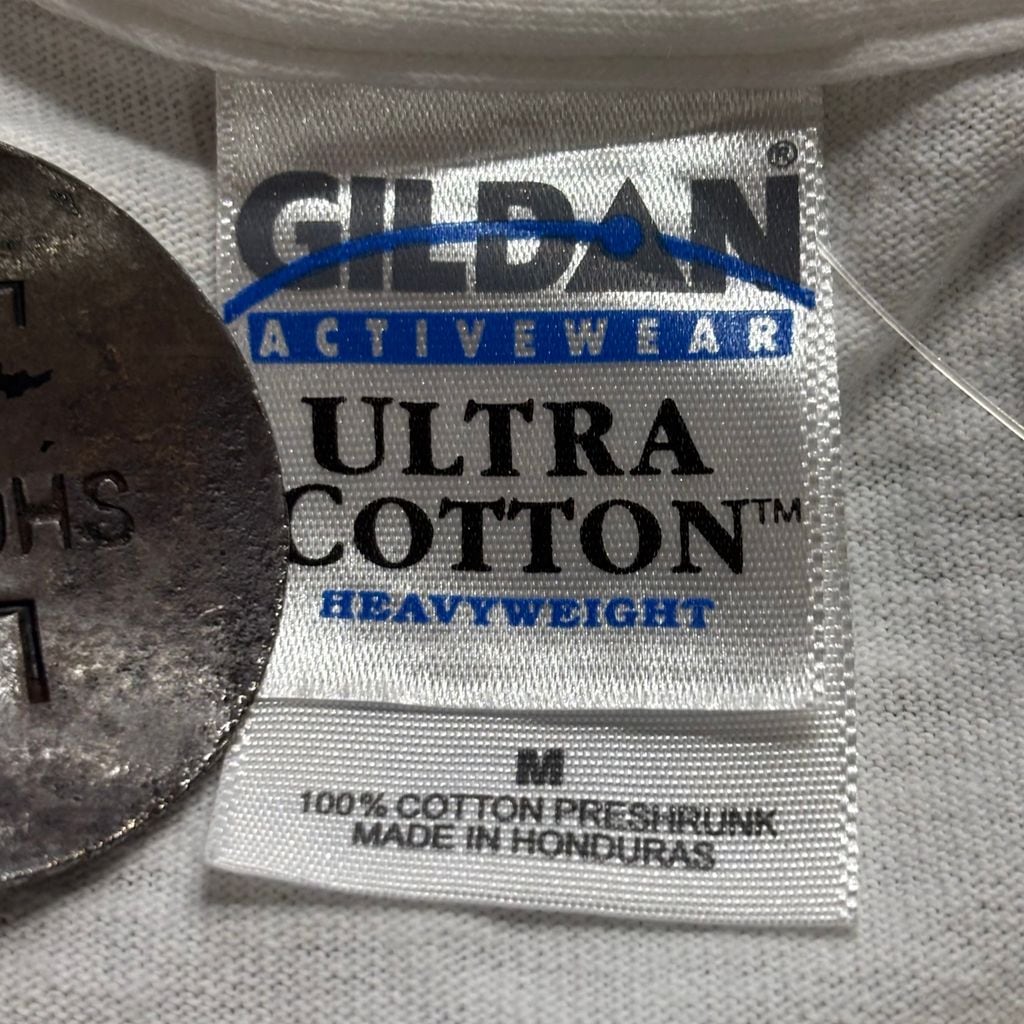 GILDAN®
ACTIVEWEAR
ULTRA
COTTON™
HEAVYWEIGHT
M
100% COTTON PRESHRUNK
MADE IN HONDURAS